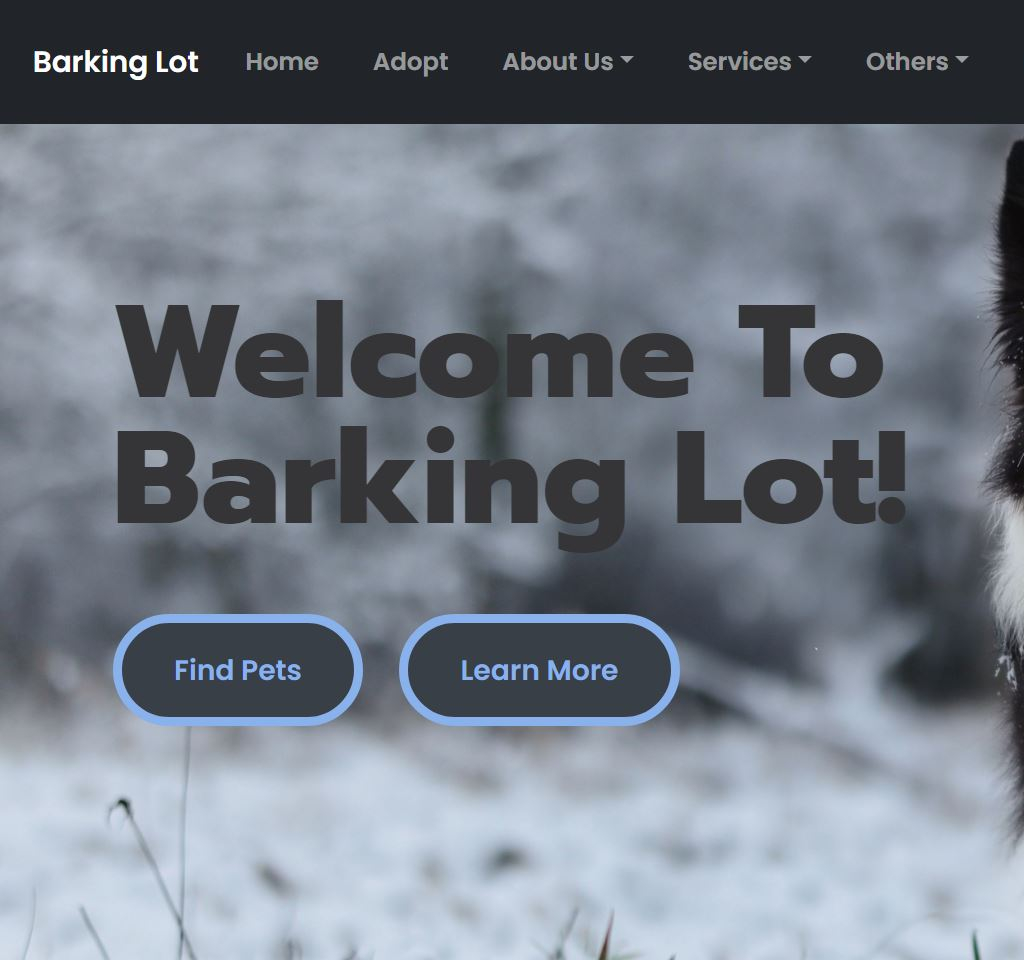 Barking Lot Home Adopt About Us Services Others
Welcome To
Barking Lot!
Find Pets Learn More